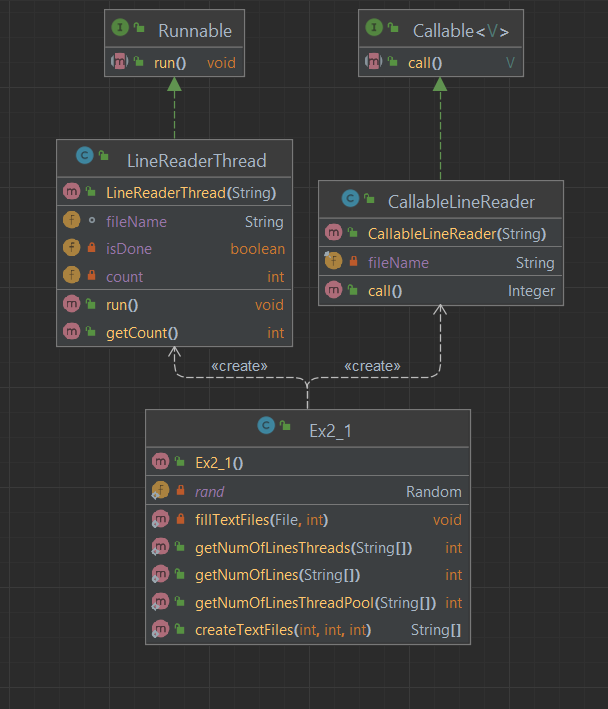 Runnable
run() void
Callable<V>
call() V
LineReaderThread
LineReaderThread(String)
fileName String
isDone boolean
count int
run() void
getCount() int
CallableLineReader
CallableLineReader(String)
fileName String
call() Integer
«create»
«create»
Ex2_1
Ex2_1()
rand Random
fillTextFiles(File, int) void
getNumOfLinesThreads(String[]) int
getNumOfLines(String[]) int
getNumOfLinesThreadPool(String[]) int
createTextFiles(int, int, int) String[]